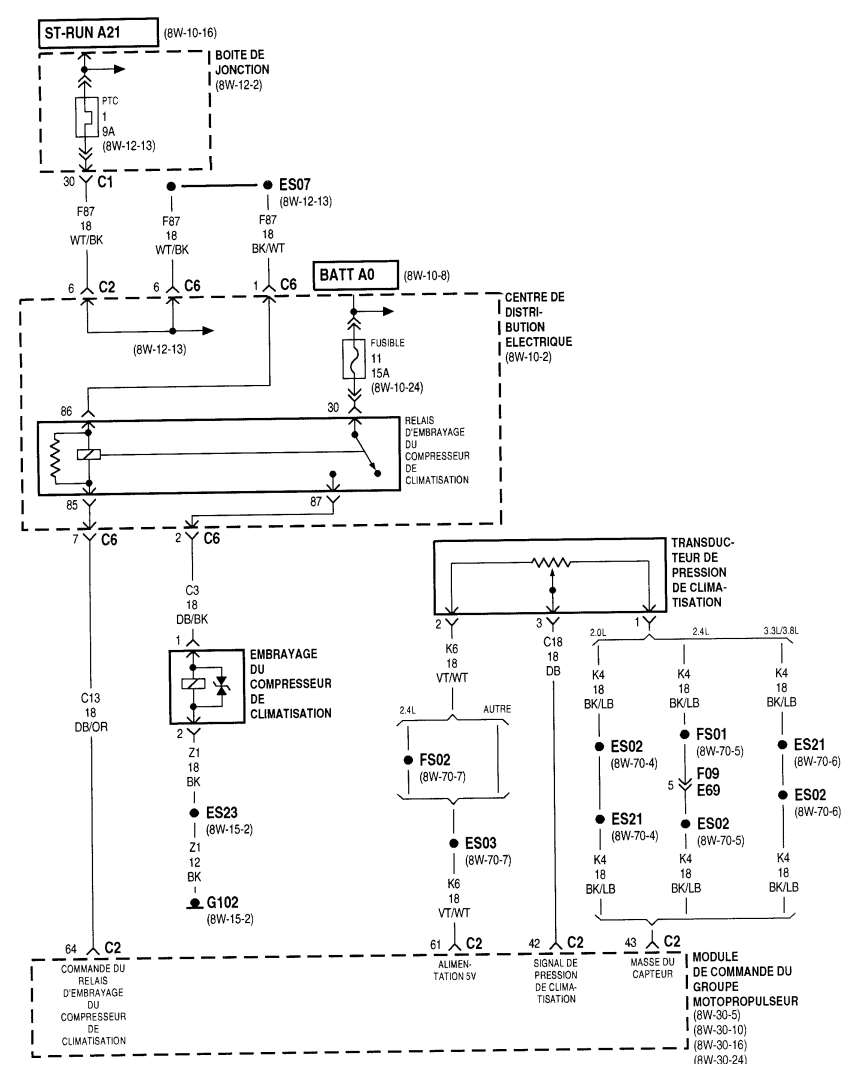 ST-RUN A21
(8W-10-16)
BOITE DE
JONCTION
(8W-12-2)
PTC
1
9A
(8W-12-13)
30
C1
ES07
(8W-12-13)
F87
18
WT/BK
F87
18
WT/BK
F87
18
BK/WT
BATT A0
(8W-10-8)
6
C2
6
C6
1
C6
CENTRE DE
DISTRI-
BUTION
ELECTRIQUE
(8W-10-2)
(8W-12-13)
FUSIBLE
11
15A
(8W-10-24)
86
30
RELAIS
D'EMBRAYAGE
DU
COMPRESSEUR
DE
CLIMATISATION
85
87
7
C6
2
C6
TRANSDUC-
TEUR DE
PRESSION
DE CLIMA-
TISATION
C3
18
DB/BK
2
3
1
1
EMBRAYAGE
DU
COMPRESSEUR
DE
CLIMATISATION
2
K6
18
VT/WT
C18
18
DB
2.0L
2.4L
3.3L/3.8L
K4
18
BK/LB
K4
18
BK/LB
K4
18
BK/LB
C13
18
DB/OR
2.4L
AUTRE
Z1
18
BK
FS02
(8W-70-7)
ES02
(8W-70-4)
FS01
(8W-70-5)
ES21
(8W-70-6)
5
F09
E69
ES02
(8W-70-6)
ES23
(8W-15-2)
ES21
(8W-70-4)
ES02
(8W-70-5)
ES03
(8W-70-7)
Z1
12
BK
K6
18
VT/WT
K4
18
BK/LB
K4
18
BK/LB
K4
18
BK/LB
G102
(8W-15-2)
64
C2
61
C2
42
C2
43
C2
COMMANDE DU
RELAIS
D'EMBRAYAGE
DU
COMPRESSEUR
DE
CLIMATISATION
ALIMEN-
TATION 5V
SIGNAL DE
PRESSION
DE CLIMA-
TISATION
MASSE DU
CAPTEUR
MODULE
DE COMMANDE DU
GROUPE
MOTOPROPULSEUR
(8W-30-5)
(8W-30-10)
(8W-30-16)
(8W-30-24)